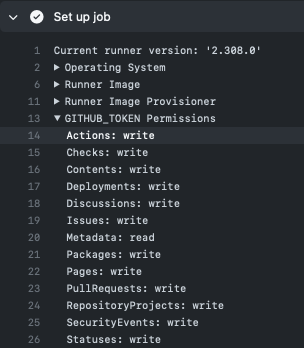 Set up job
1 Current runner version: '2.308.0'
2 ▶ Operating System
6 ▶ Runner Image
11 ▶ Runner Image Provisioner
13 ▼ GITHUB_TOKEN Permissions
14 Actions: write
15 Checks: write
16 Contents: write
17 Deployments: write
18 Discussions: write
19 Issues: write
20 Metadata: read
21 Packages: write
22 Pages: write
23 PullRequests: write
24 RepositoryProjects: write
25 SecurityEvents: write
26 Statuses: write